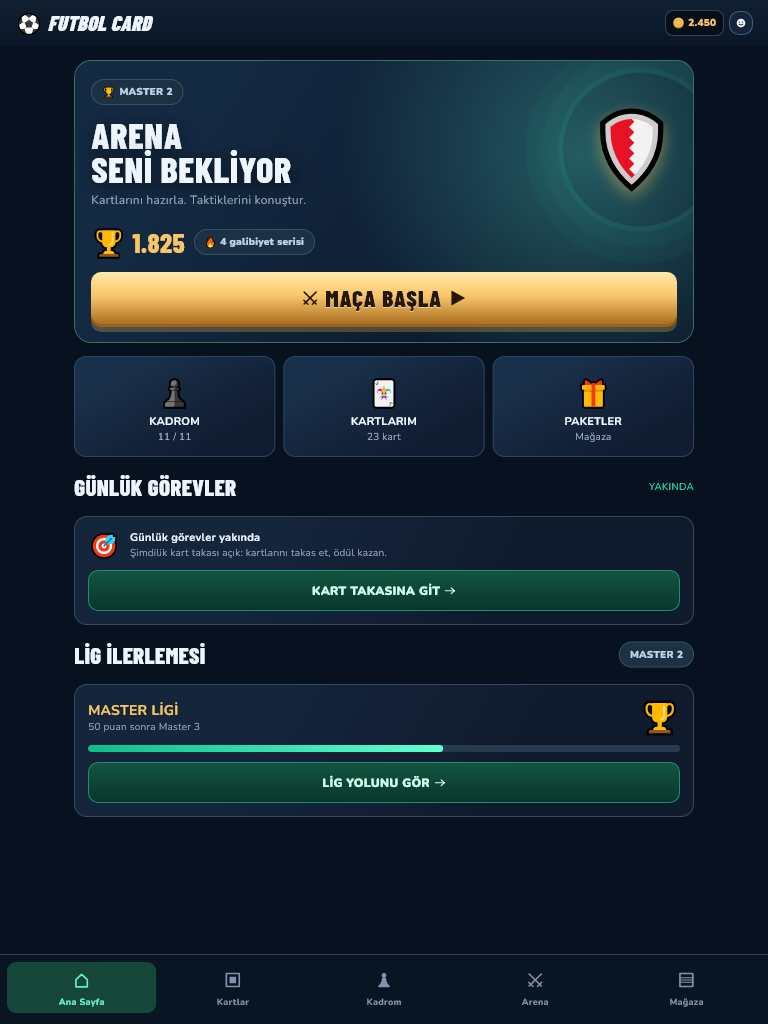 FUTBOL CARD
2.450
MASTER 2
ARENA
SENİ BEKLİYOR
Kartlarını hazırla. Taktiklerini konuştur.
1.825
4 galibiyet serisi
MAÇA BAŞLA
KADROM
11 / 11
KARTLARIM
23 kart
PAKETLER
Mağaza
GÜNLÜK GÖREVLER
YAKINDA
Günlük görevler yakında
Şimdilik kart takası açık: kartlarını takas et, ödül kazan.
KART TAKASINA GİT →
LİG İLERLEMESİ
MASTER 2
MASTER LİGİ
50 puan sonra Master 3
LİG YOLUNU GÖR →
Ana Sayfa
Kartlar
Kadrom
Arena
Mağaza